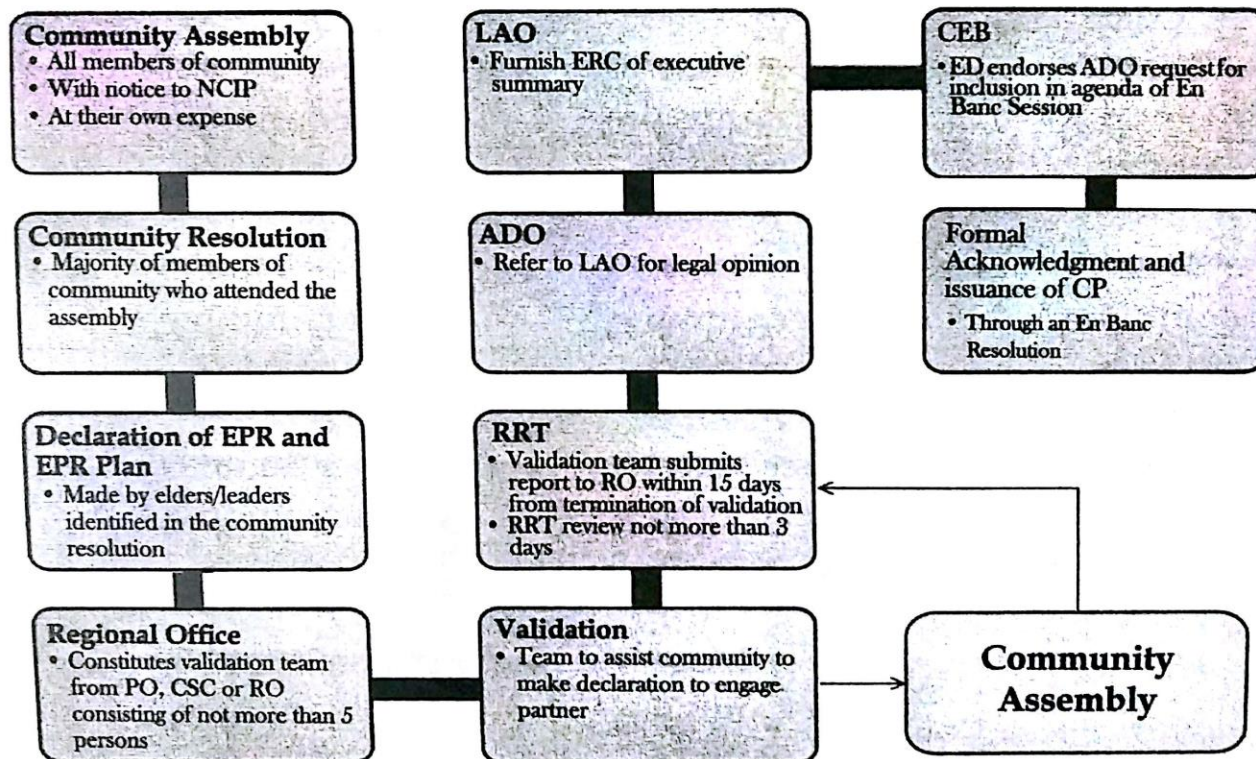 Community Assembly
• All members of community
• With notice to NCIP
• At their own expense
Community Resolution
• Majority of members of
community who attended the
assembly
Declaration of EPR and
EPR Plan
• Made by elders/leaders
identified in the community
resolution
Regional Office
• Constitutes validation team
from PO, CSC or RO
consisting of not more than 5
persons
Validation
• Team to assist community to
make declaration to engage
partner
Community
Assembly
RRT
• Validation team submits
report to RO within 15 days
from termination of validation
• RRT review not more than 3
days
ADO
• Refer to LAO for legal opinion
LAO
• Furnish ERC of executive
summary
CEB
• ED endorses ADO request for
inclusion in agenda of En
Banc Session
Formal
Acknowledgment and
issuance of CP
• Through an En Banc
Resolution